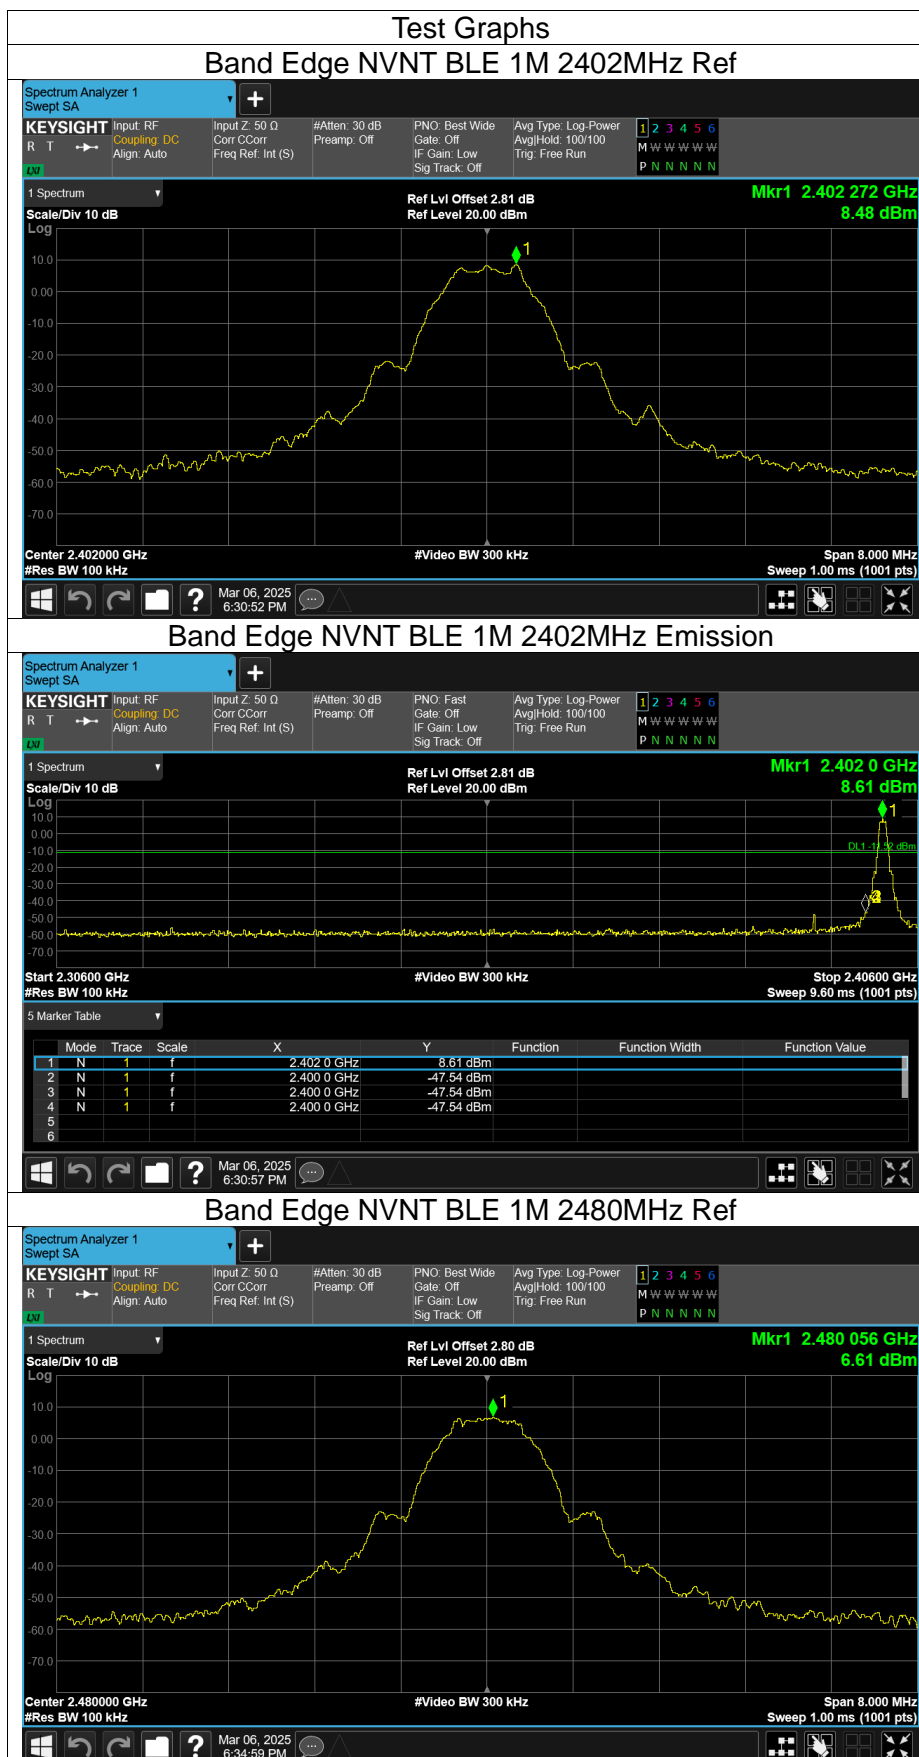 Test Graphs
Band Edge NVNT BLE 1M 2402MHz Ref
Spectrum Analyzer 1
Swept SA
KEYSIGHT Input: RF Input Z: 50 Ω #Atten: 30 dB PNO: Best Wide Avg Type: Log-Power 1 2 3 4 5 6
R T Coupling: DC Corr CCorr Preamp: Off Gate: Off Avg|Hold: 100/100 M W W W W W
Align: Auto Freq Ref: Int (S) IF Gain: Low Trig: Free Run
LXI Sig Track: Off P N N N N N
1 Spectrum Ref Lvl Offset 2.81 dB Mkr1 2.402 272 GHz
Scale/Div 10 dB Ref Level 20.00 dBm 8.48 dBm
Log
1
10.0
0.00
-10.0
-20.0
-30.0
-40.0
-50.0
-60.0
-70.0
Center 2.402000 GHz #Video BW 300 kHz Span 8.000 MHz
#Res BW 100 kHz Sweep 1.00 ms (1001 pts)
? Mar 06, 2025
6:30:52 PM
Band Edge NVNT BLE 1M 2402MHz Emission
Spectrum Analyzer 1
Swept SA
KEYSIGHT Input: RF Input Z: 50 Ω #Atten: 30 dB PNO: Fast Avg Type: Log-Power 1 2 3 4 5 6
R T Coupling: DC Corr CCorr Preamp: Off Gate: Off Avg|Hold: 100/100 M W W W W W
Align: Auto Freq Ref: Int (S) IF Gain: Low Trig: Free Run
LXI Sig Track: Off P N N N N N
1 Spectrum Ref Lvl Offset 2.81 dB Mkr1 2.402 0 GHz
Scale/Div 10 dB Ref Level 20.00 dBm 8.61 dBm
Log
10.0 1
0.00
-10.0 DL1 -11.52 dBm
-20.0
-30.0
-40.0
-50.0
-60.0
-70.0
Start 2.30600 GHz #Video BW 300 kHz Stop 2.40600 GHz
#Res BW 100 kHz Sweep 9.60 ms (1001 pts)
5 Marker Table
Mode Trace Scale X Y Function Function Width Function Value
1 N 1 f 2.402 0 GHz 8.61 dBm
2 N 1 f 2.400 0 GHz -47.54 dBm
3 N 1 f 2.400 0 GHz -47.54 dBm
4 N 1 f 2.400 0 GHz -47.54 dBm
5
6
? Mar 06, 2025
6:30:57 PM
Band Edge NVNT BLE 1M 2480MHz Ref
Spectrum Analyzer 1
Swept SA
KEYSIGHT Input: RF Input Z: 50 Ω #Atten: 30 dB PNO: Best Wide Avg Type: Log-Power 1 2 3 4 5 6
R T Coupling: DC Corr CCorr Preamp: Off Gate: Off Avg|Hold: 100/100 M W W W W W
Align: Auto Freq Ref: Int (S) IF Gain: Low Trig: Free Run
LXI Sig Track: Off P N N N N N
1 Spectrum Ref Lvl Offset 2.80 dB Mkr1 2.480 056 GHz
Scale/Div 10 dB Ref Level 20.00 dBm 6.61 dBm
Log
1
10.0
0.00
-10.0
-20.0
-30.0
-40.0
-50.0
-60.0
-70.0
Center 2.480000 GHz #Video BW 300 kHz Span 8.000 MHz
#Res BW 100 kHz Sweep 1.00 ms (1001 pts)
? Mar 06, 2025
6:34:59 PM